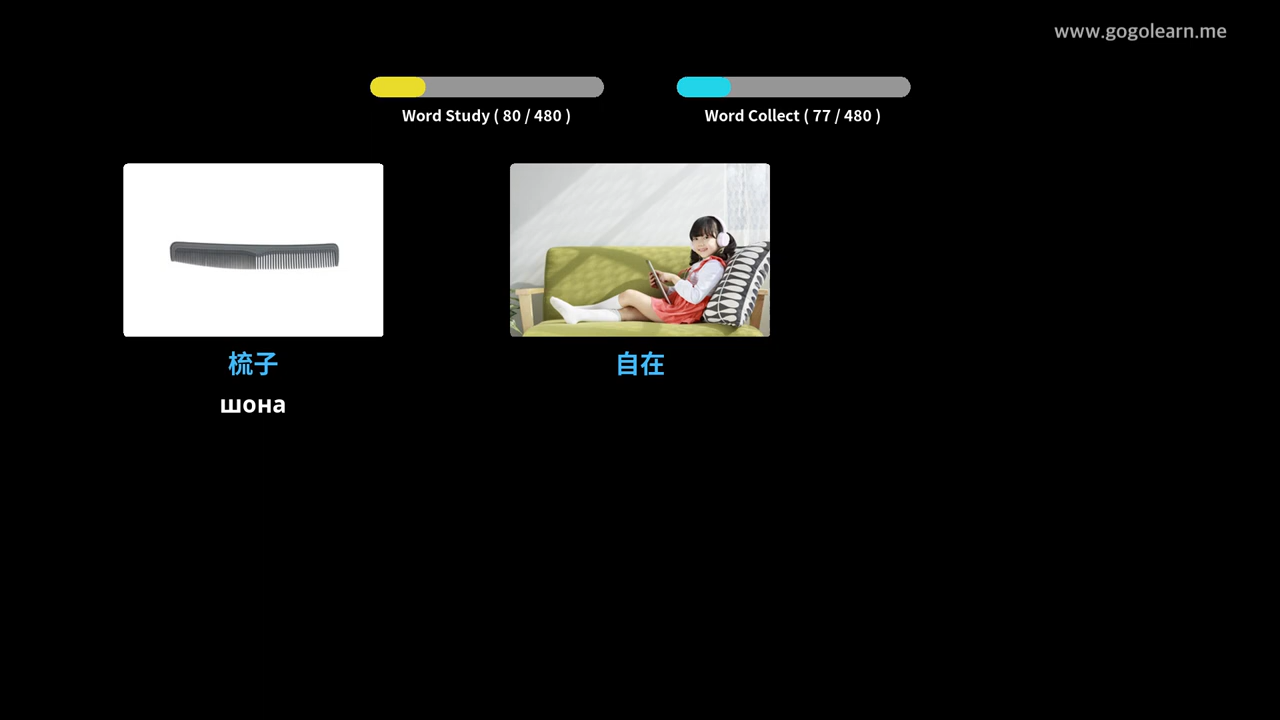 www.gogolearn.me
Word Study ( 80 / 480 )
Word Collect ( 77 / 480 )
梳子
自在
шона